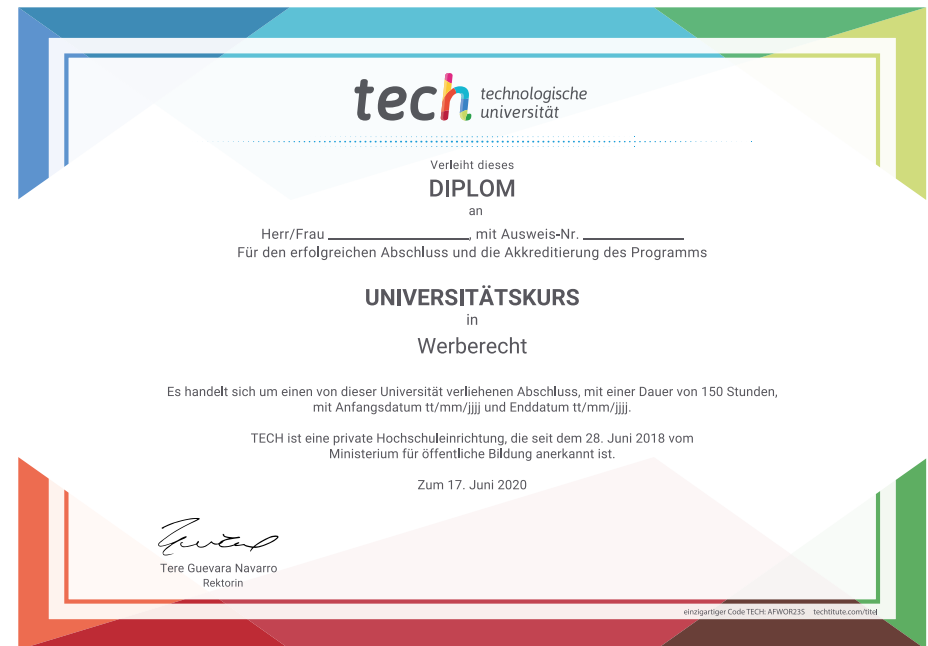 tech technologische
universität
Verleiht dieses
DIPLOM
an
Herr/Frau ____________________, mit Ausweis-Nr. ______________
Für den erfolgreichen Abschluss und die Akkreditierung des Programms
UNIVERSITÄTSKURS
in
Werberecht
Es handelt sich um einen von dieser Universität verliehenen Abschluss, mit einer Dauer von 150 Stunden,
mit Anfangsdatum tt/mm/jjjj und Enddatum tt/mm/jjjj.
TECH ist eine private Hochschuleinrichtung, die seit dem 28. Juni 2018 vom
Ministerium für öffentliche Bildung anerkannt ist.
Zum 17. Juni 2020
Tere Guevara Navarro
Rektorin
einzigartiger Code TECH: AFWOR23S techtitute.com/titel